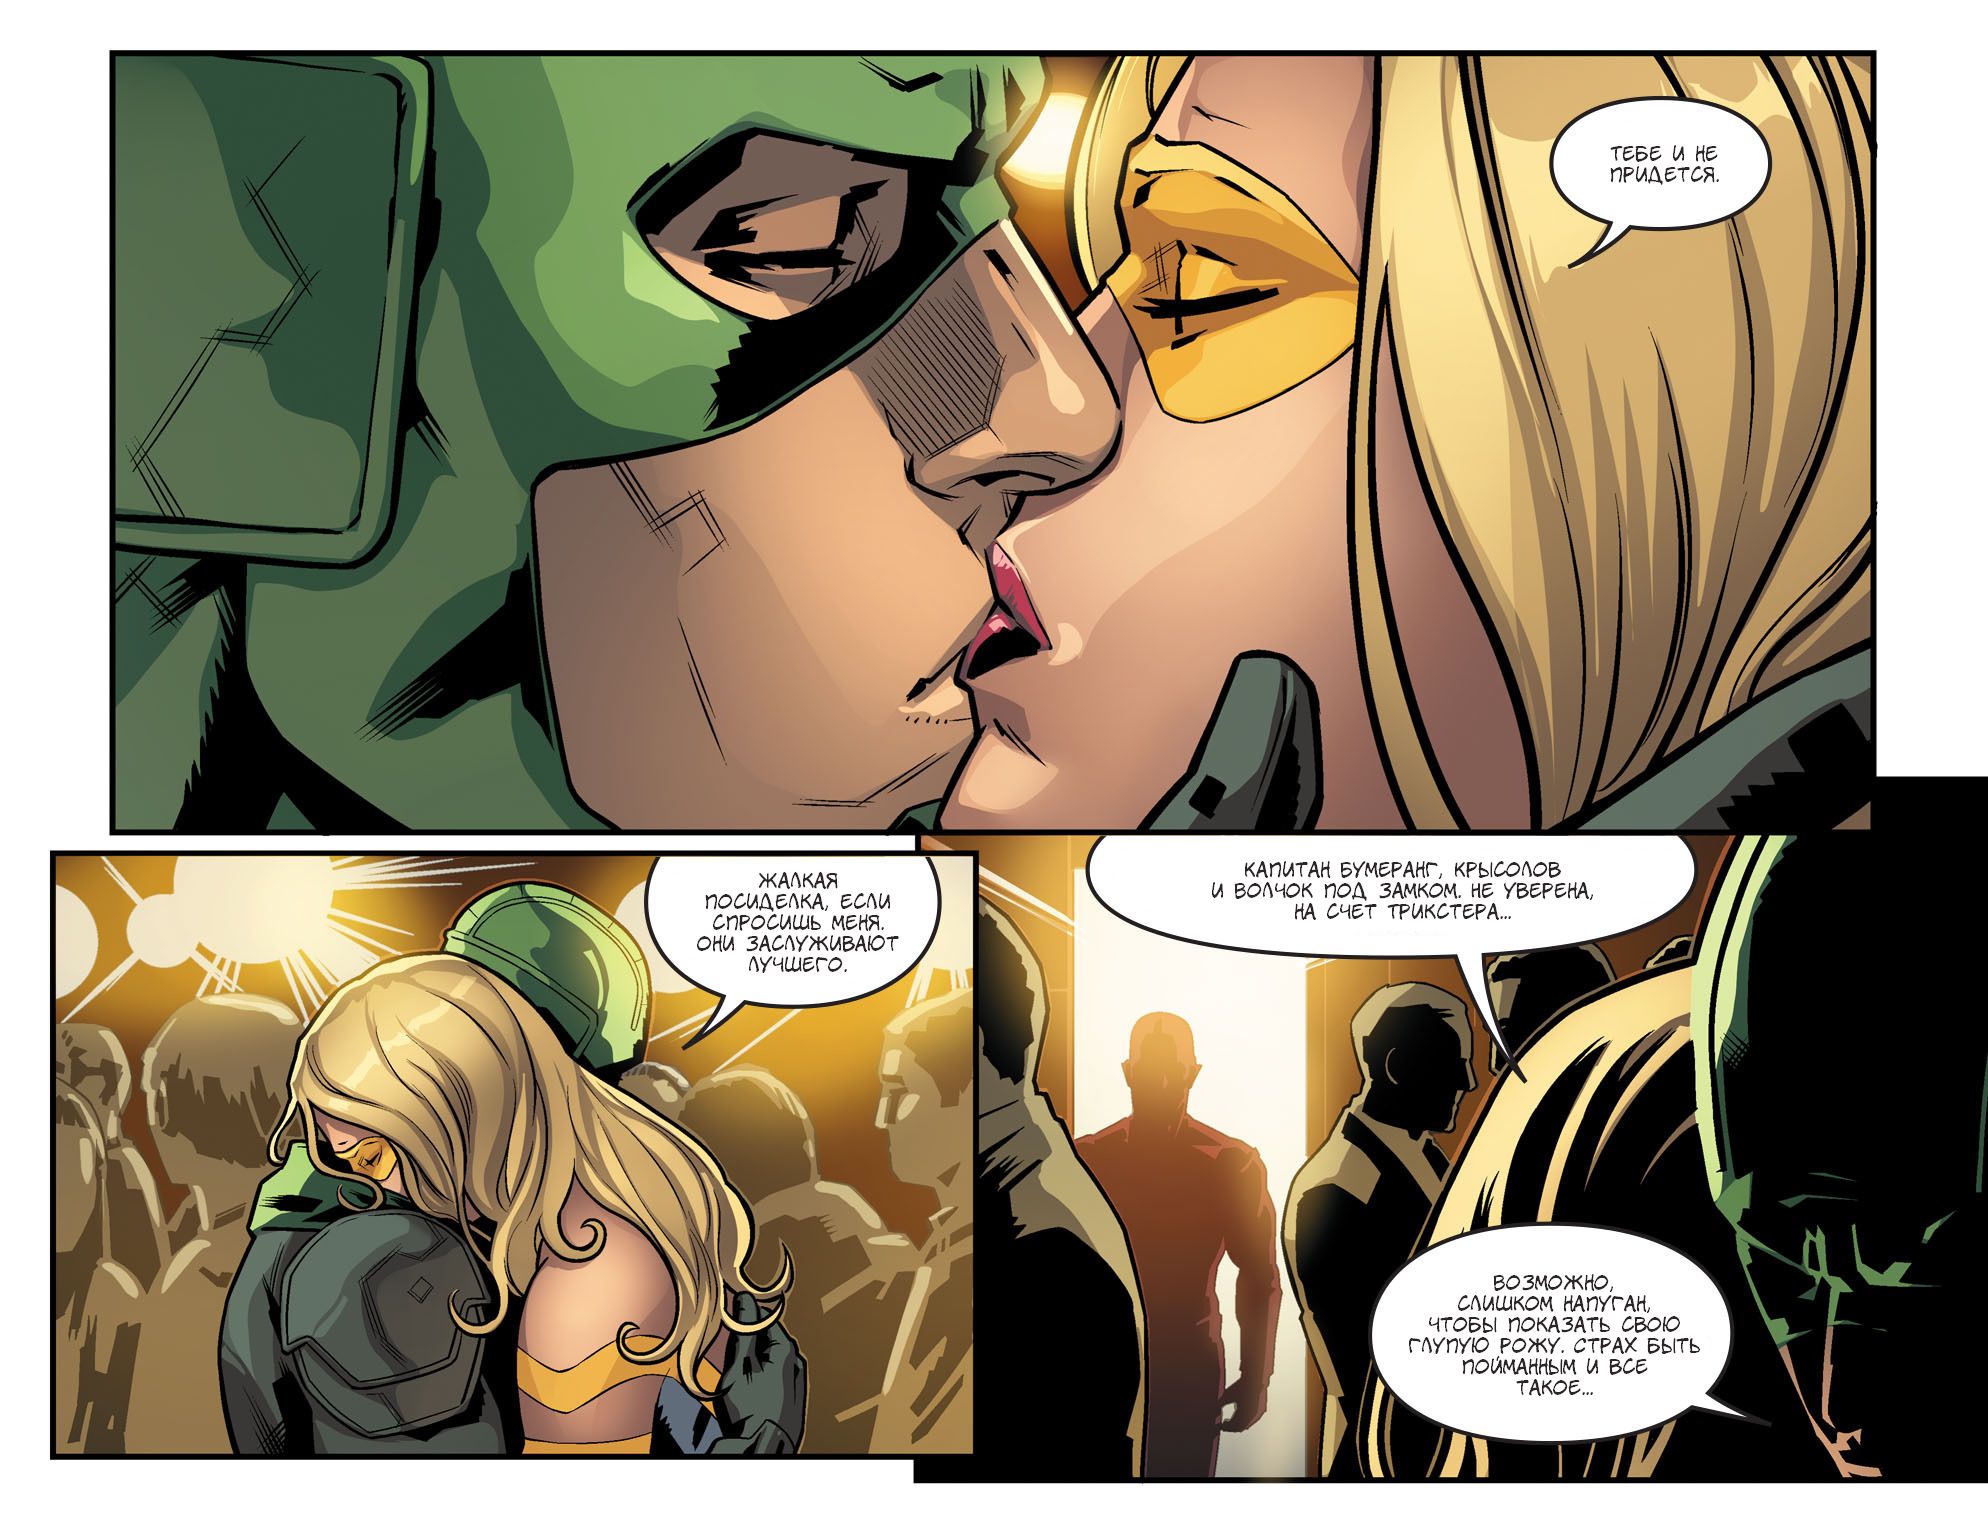 ТЕБЕ И НЕ
ПРИДЕТСЯ.
ЖАЛКАЯ
ПОСИДЕЛКА, ЕСЛИ
СПРОСИШЬ МЕНЯ.
ОНИ ЗАСЛУЖИВАЮТ
ЛУЧШЕГО.
КАПИТАН БУМЕРАНГ, КРЫСОЛОВ
И ВОЛЧОК ПОД ЗАМКОМ. НЕ УВЕРЕНА,
НА СЧЕТ ТРИКСТЕРА...
ВОЗМОЖНО,
СЛИШКОМ НАПУГАН,
ЧТОБЫ ПОКАЗАТЬ СВОЮ
ГЛУПУЮ РОЖУ. СТРАХ БЫТЬ
ПОЙМАННЫМ И ВСЕ
ТАКОЕ...